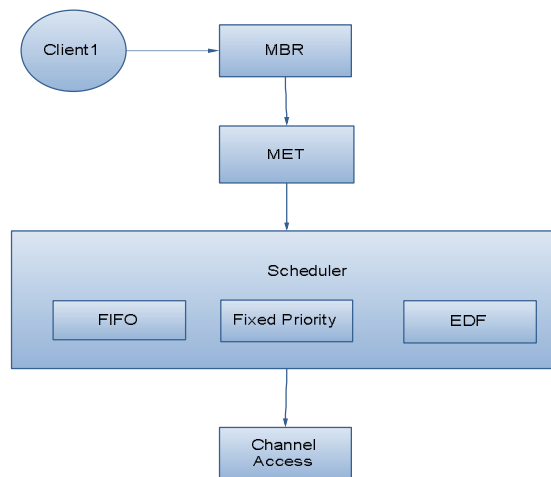 Client1
MBR
MET
Scheduler
FIFO
Fixed Priority
EDF
Channel
Access